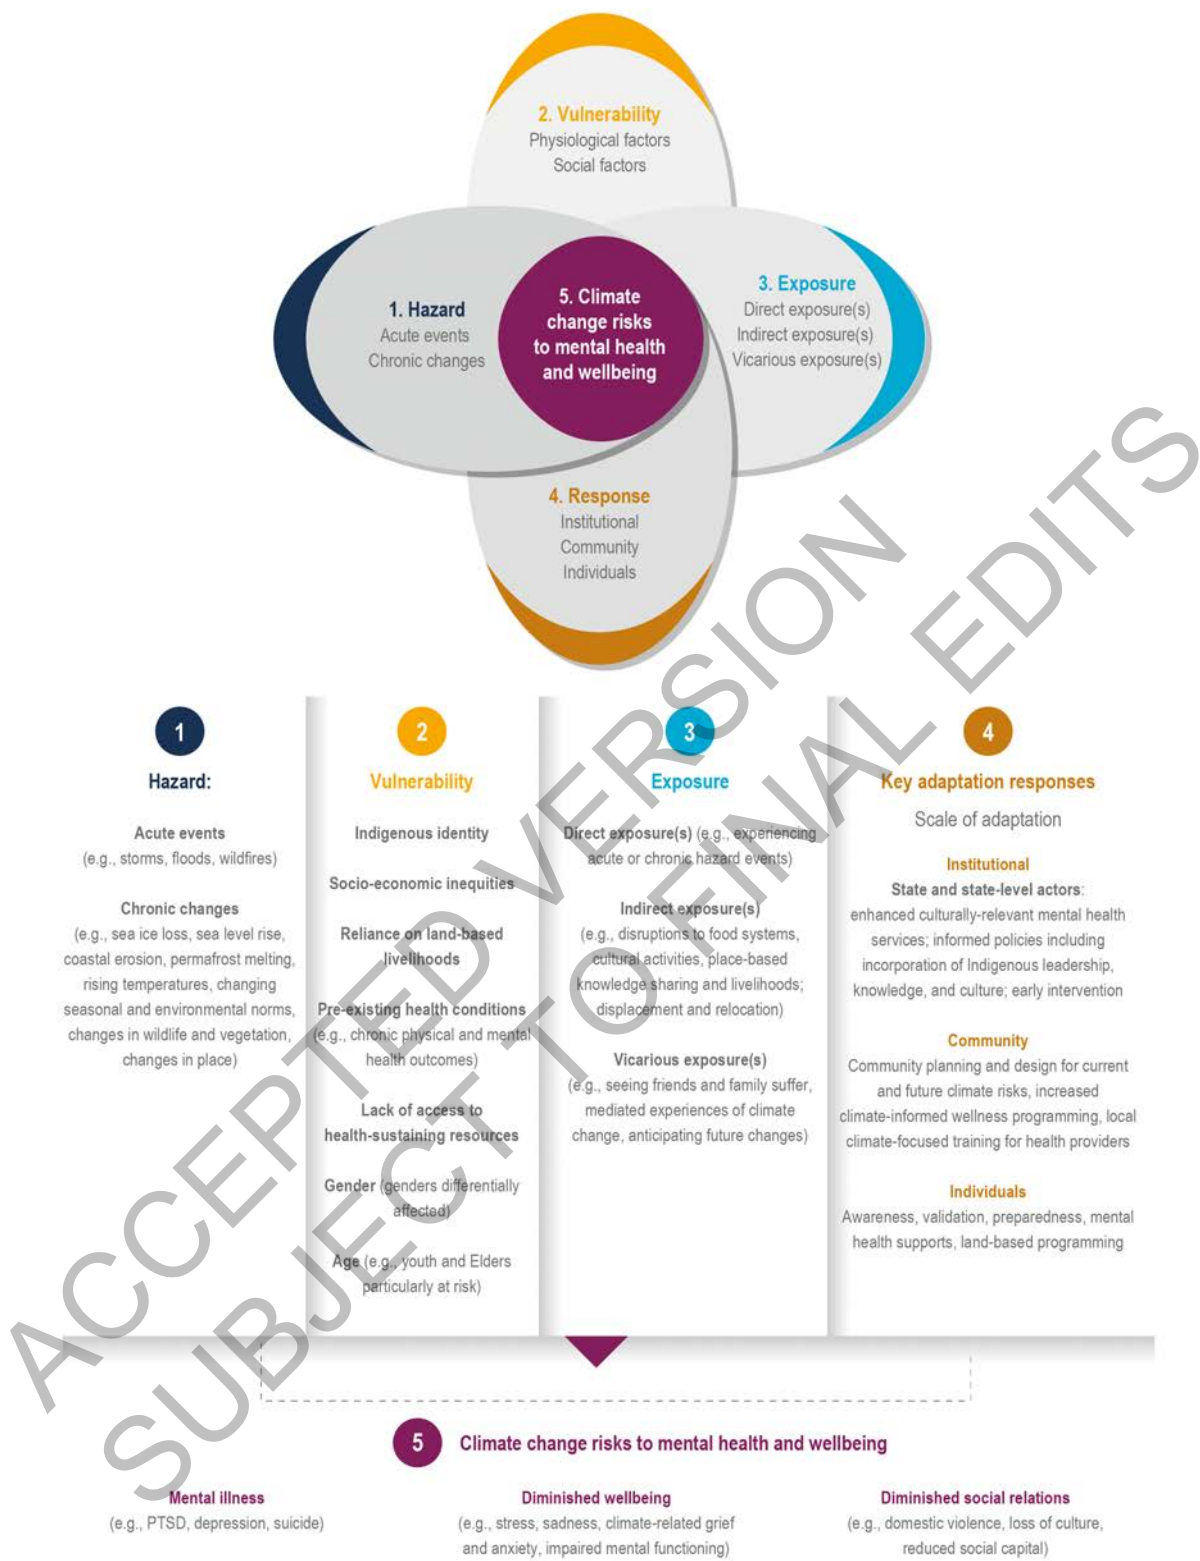 2. Vulnerability
Physiological factors
Social factors
1. Hazard
Acute events
Chronic changes
5. Climate
change risks
to mental health
and wellbeing
3. Exposure
Direct exposure(s)
Indirect exposure(s)
Vicarious exposure(s)
4. Response
Institutional
Community
Individuals
1
Hazard:
Acute events
(e.g., storms, floods, wildfires)
Chronic changes
(e.g., sea ice loss, sea level rise,
coastal erosion, permafrost melting,
rising temperatures, changing
seasonal and environmental norms,
changes in wildlife and vegetation,
changes in place)
2
Vulnerability
Indigenous identity
Socio-economic inequities
Reliance on land-based
livelihoods
Pre-existing health conditions
(e.g., chronic physical and mental
health outcomes)
Lack of access to
health-sustaining resources
Gender (genders differentially
affected)
Age (e.g., youth and Elders
particularly at risk)
3
Exposure
Direct exposure(s) (e.g., experiencing
acute or chronic hazard events)
Indirect exposure(s)
(e.g., disruptions to food systems,
cultural activities, place-based
knowledge sharing and livelihoods;
displacement and relocation)
Vicarious exposure(s)
(e.g., seeing friends and family suffer,
mediated experiences of climate
change, anticipating future changes)
4
Key adaptation responses
Scale of adaptation
Institutional
State and state-level actors:
enhanced culturally-relevant mental health
services; informed policies including
incorporation of Indigenous leadership,
knowledge, and culture; early intervention
Community
Community planning and design for current
and future climate risks, increased
climate-informed wellness programming, local
climate-focused training for health providers
Individuals
Awareness, validation, preparedness, mental
health supports, land-based programming
5
Climate change risks to mental health and wellbeing
Mental illness
(e.g., PTSD, depression, suicide)
Diminished wellbeing
(e.g., stress, sadness, climate-related grief
and anxiety, impaired mental functioning)
Diminished social relations
(e.g., domestic violence, loss of culture,
reduced social capital)
ACCEPTED VERSION
SUBJECT TO FINAL EDITS